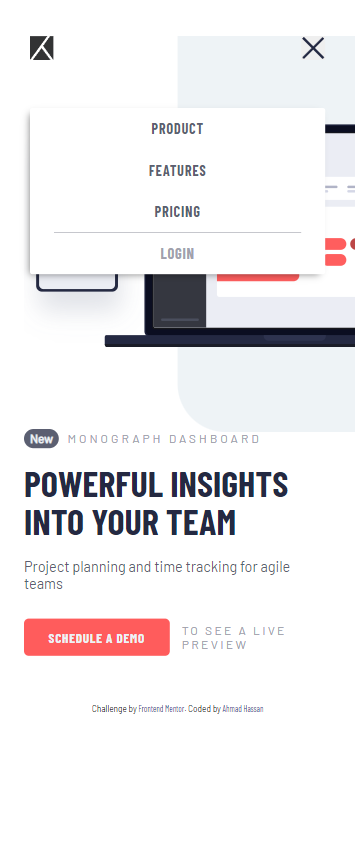 PRODUCT
FEATURES
PRICING
LOGIN
New MONOGRAPH DASHBOARD
POWERFUL INSIGHTS
INTO YOUR TEAM
Project planning and time tracking for agile
teams
SCHEDULE A DEMO
TO SEE A LIVE
PREVIEW
Challenge by Frontend Mentor. Coded by Ahmad Hassan